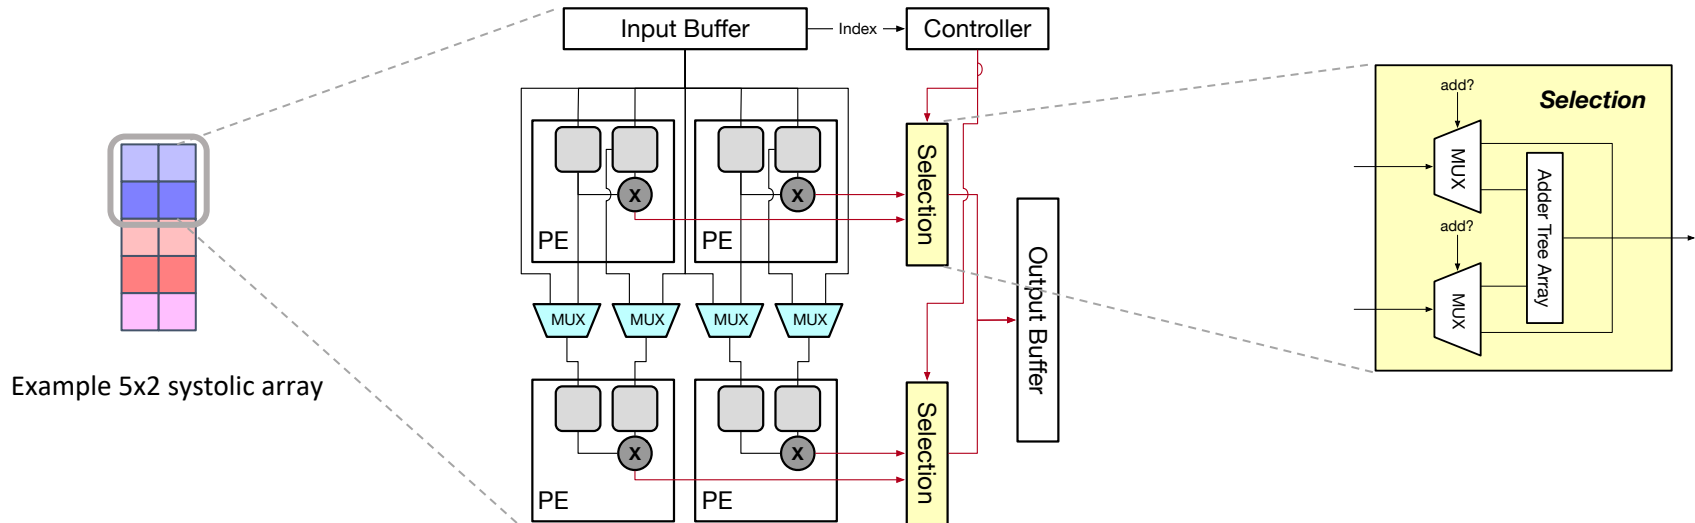 Input Buffer
Index
Controller
add?
Selection
MUX
Adder Tree Array
add?
MUX
X
X
Selection
PE
PE
Output Buffer
MUX
MUX
MUX
MUX
Example 5x2 systolic array
X
X
Selection
PE
PE